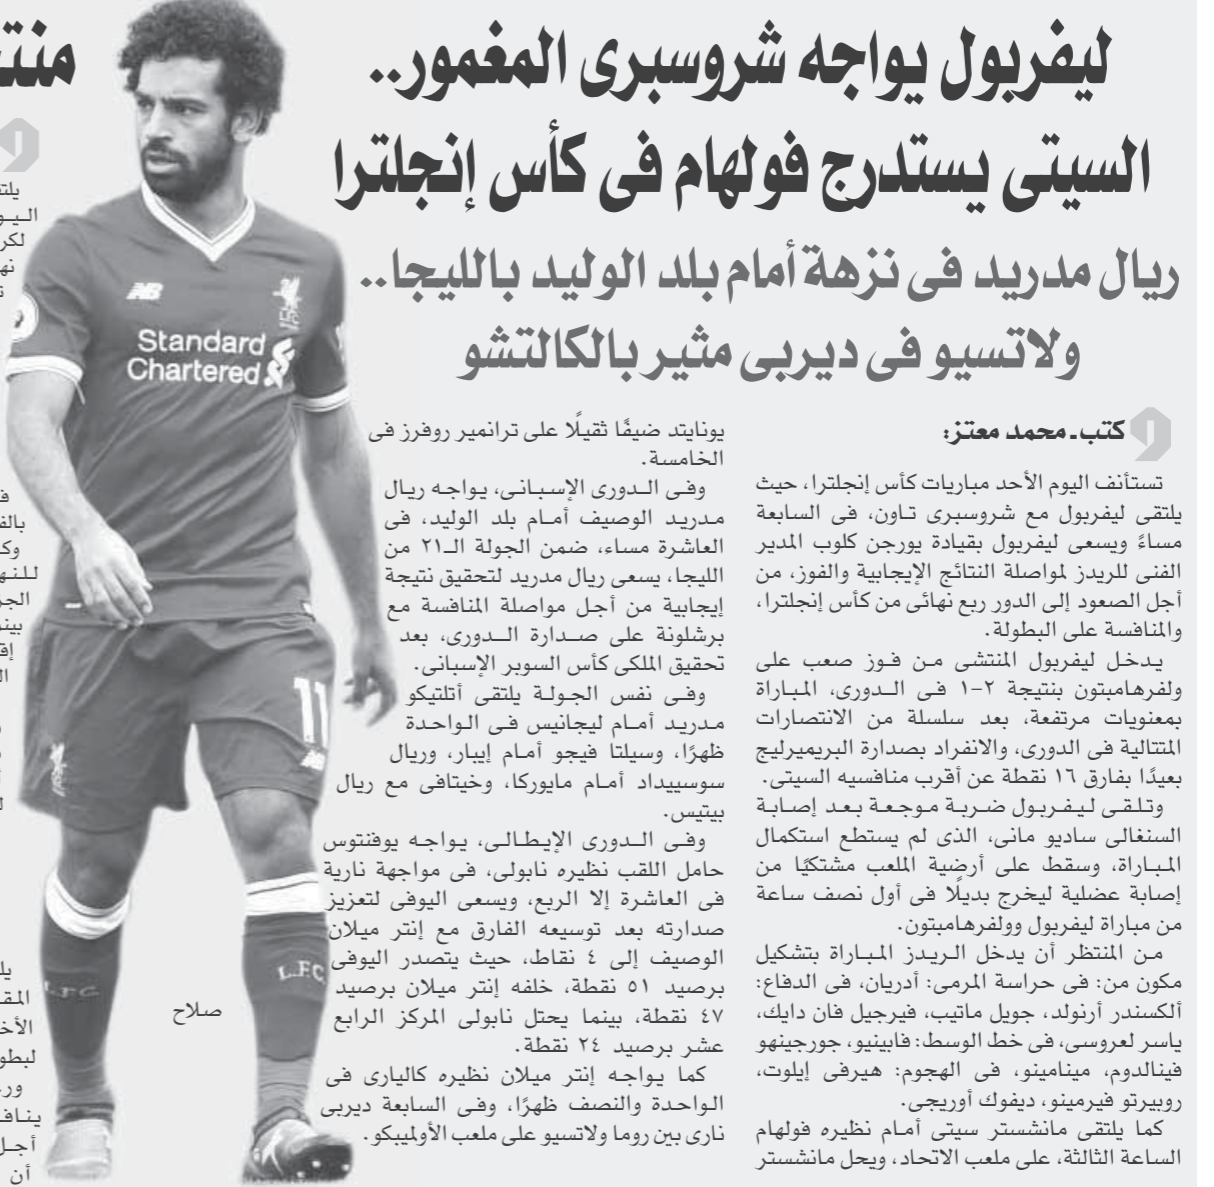 ليفربول يواجه شروسبرى المغمور..
السيتى يستدرج فولهام فى كأس إنجلترا
ريال مدريد فى نزهة أمام بلد الوليد بالليجا..
ولاتسيو فى ديربى مثير بالكالتشو
كتب ـ محمد معتز:
تستأنف اليوم الأحد مباريات كأس إنجلترا، حيث
يلتقى ليفربول مع شروسبرى تاون، فى السابعة
مساءً ويسعى ليفربول بقيادة يورجن كلوب المدير
الفنى للريدز لمواصلة النتائج الإيجابية والفوز، من
أجل الصعود إلى الدور ربع نهائى من كأس إنجلترا،
والمنافسة على البطولة.
يدخل ليفربول المنتشى من فوز صعب على
ولفرهامبتون بنتيجة ٢-١ فى الدورى، المباراة
بمعنويات مرتفعة، بعد سلسلة من الانتصارات
المتتالية فى الدورى، والانفراد بصدارة البريميرليج
بعيدًا بفارق ١٦ نقطة عن أقرب منافسيه السيتى.
وتلقى ليفربول ضربة موجعة بعد إصابة
السنغالى ساديو مانى، الذى لم يستطع استكمال
المباراة، وسقط على أرضية الملعب مشتكيًا من
إصابة عضلية ليخرج بديلًا فى أول نصف ساعة
من مباراة ليفربول وولفرهامبتون.
من المنتظر أن يدخل الريدز المباراة بتشكيل
مكون من: فى حراسة المرمى: أدريان، فى الدفاع:
ألكسندر أرنولد، جويل ماتيب، فيرجيل فان دايك،
ياسر لعروسى، فى خط الوسط: فابينيو، جورجينهو
فينالدوم، مينامينو، فى الهجوم: هيرفى إيلوت،
روبيرتو فيرمينو، ديفوك أوريجى.
كما يلتقى مانشستر سيتى أمام نظيره فولهام
الساعة الثالثة، على ملعب الاتحاد، ويحل مانشستر
يونايتد ضيفًا ثقيلًا على ترانمير روفرز فى
الخامسة.
وفى الدورى الإسبانى، يواجه ريال
مدريد الوصيف أمام بلد الوليد، فى
العاشرة مساء، ضمن الجولة الـ٢١ من
الليجا، يسعى ريال مدريد لتحقيق نتيجة
إيجابية من أجل مواصلة المنافسة مع
برشلونة على صدارة الدورى، بعد
تحقيق الملكى كأس السوبر الإسبانى.
وفى نفس الجولة يلتقى أتلتيكو
مدريد أمام ليجانيس فى الواحدة
ظهرًا، وسيلتا فيجو أمام إيبار، وريال
سوسييداد أمام مايوركا، وخيتافى مع ريال
بيتيس.
وفى الدورى الإيطالى، يواجه يوفنتوس
حامل اللقب نظيره نابولى، فى مواجهة نارية
فى العاشرة إلا الربع، ويسعى اليوفى لتعزيز
صدارته بعد توسيعه الفارق مع إنتر ميلان
الوصيف إلى ٤ نقاط، حيث يتصدر اليوفى
برصيد ٥١ نقطة، خلفه إنتر ميلان برصيد
٤٧ نقطة، بينما يحتل نابولى المركز الرابع
عشر برصيد ٢٤ نقطة.
كما يواجه إنتر ميلان نظيره كاليارى فى
الواحدة والنصف ظهرًا، وفى السابعة ديربى
نارى بين روما ولاتسيو على ملعب الأوليمبكو.
صلاح
Standard
Chartered
NB
11
NB
L.F.C
L.F.C